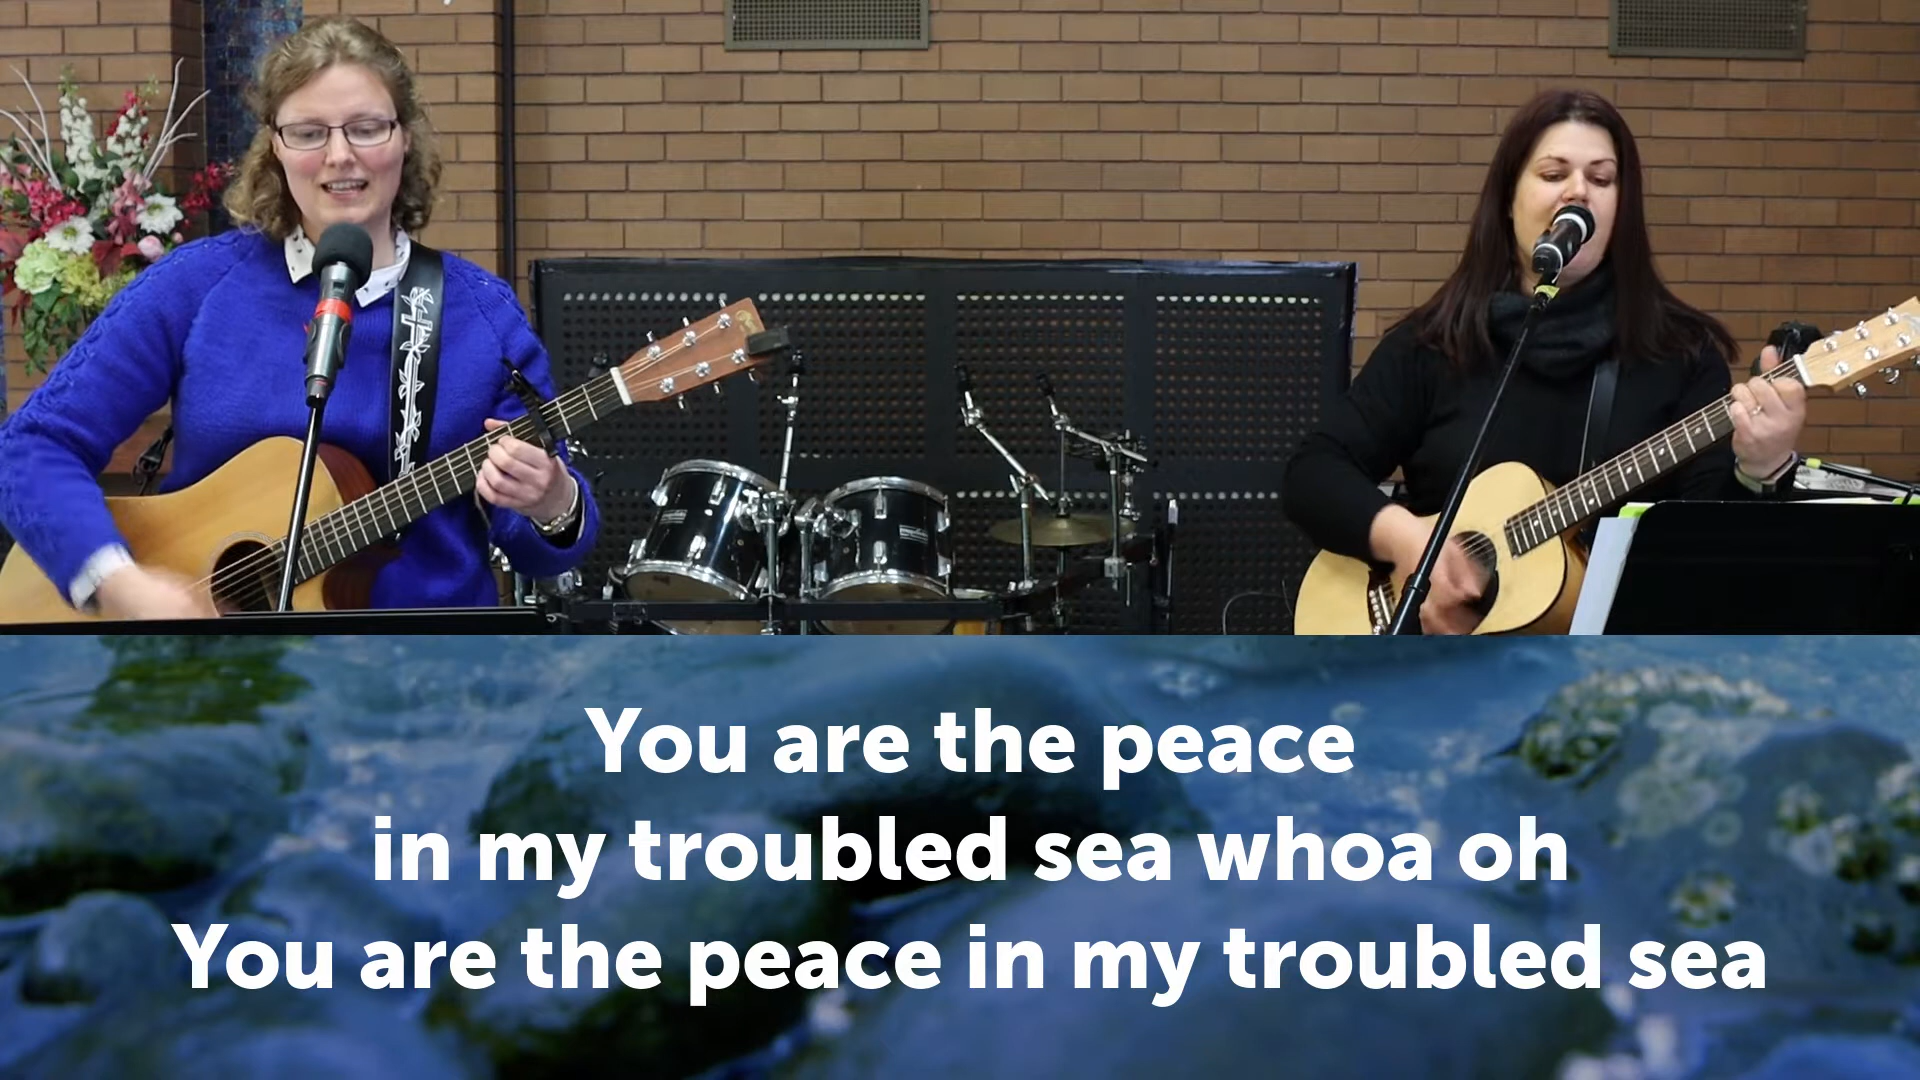 You are the peace
in my troubled sea whoa oh
You are the peace in my troubled sea